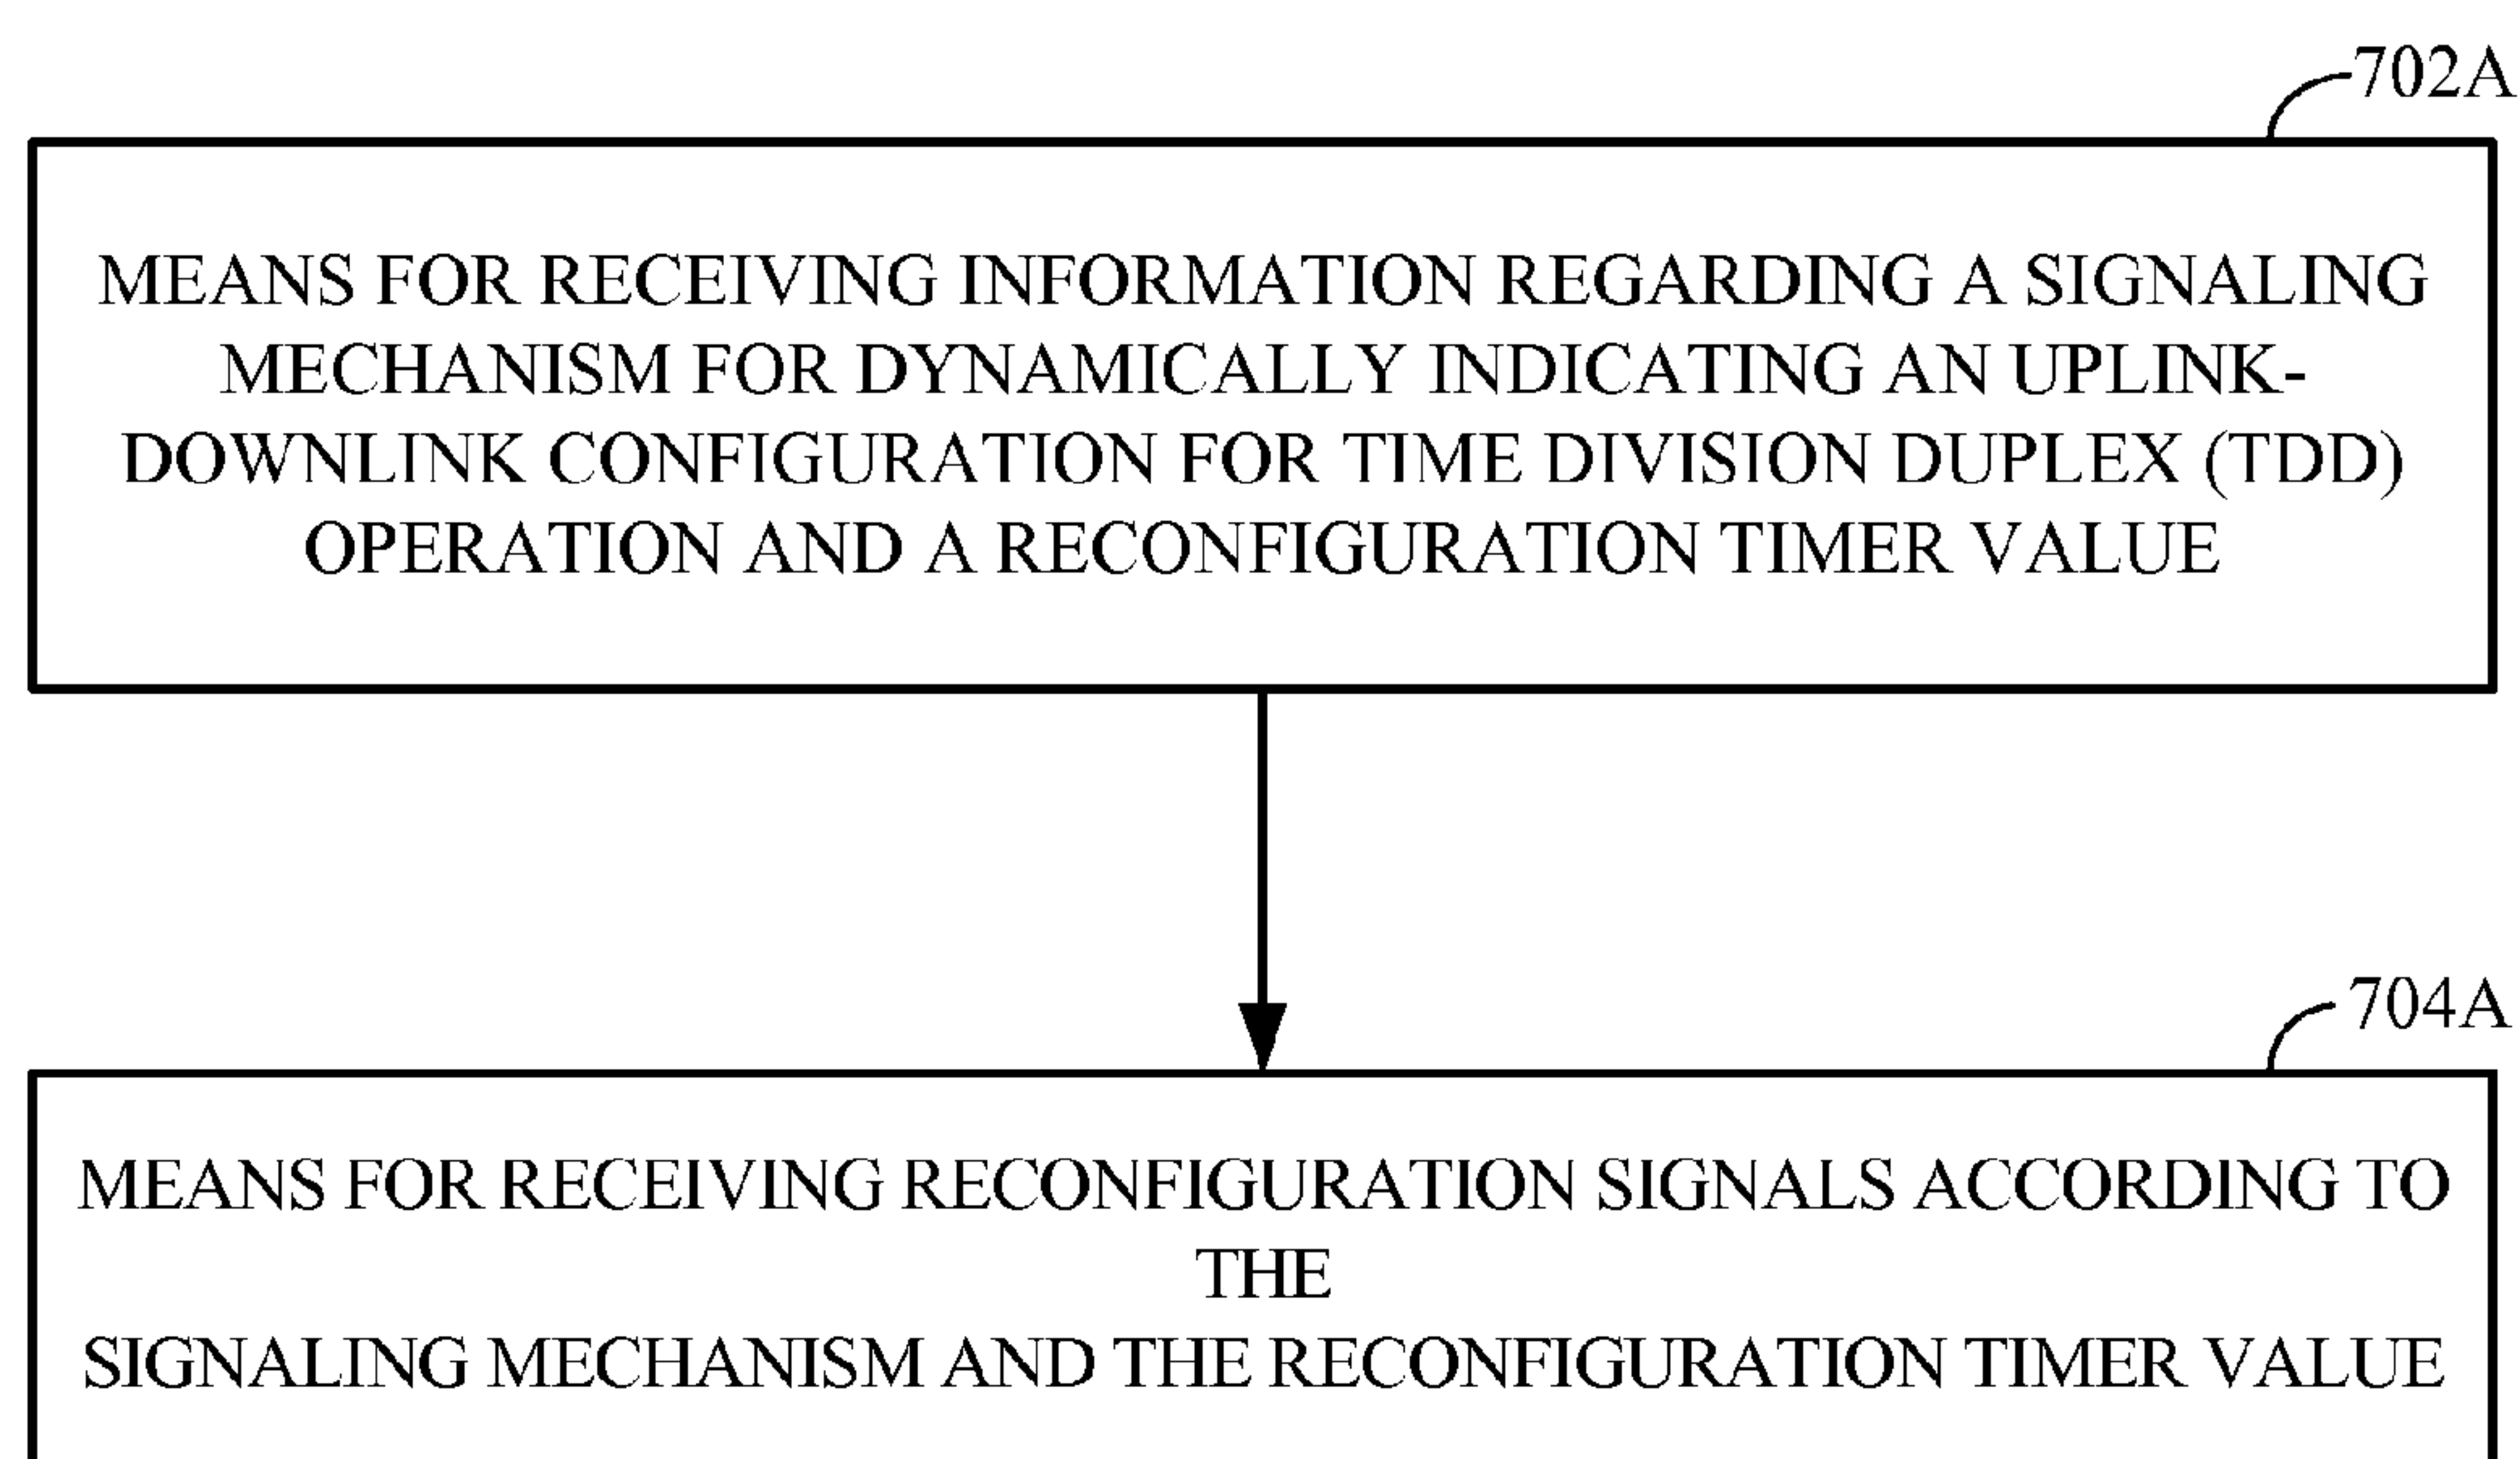 702A
MEANS FOR RECEIVING INFORMATION REGARDING A SIGNALING
MECHANISM FOR DYNAMICALLY INDICATING AN UPLINK-
DOWNLINK CONFIGURATION FOR TIME DIVISION DUPLEX (TDD)
OPERATION AND A RECONFIGURATION TIMER VALUE
704A
MEANS FOR RECEIVING RECONFIGURATION SIGNALS ACCORDING TO
THE
SIGNALING MECHANISM AND THE RECONFIGURATION TIMER VALUE